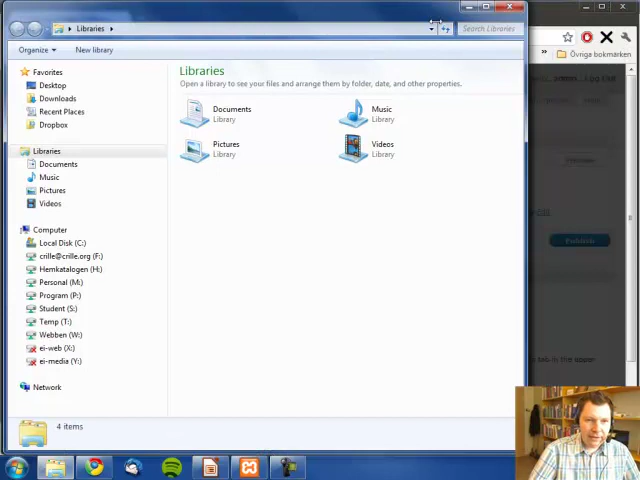 Libraries
Search Libraries
Organize
New library
Övriga bokmärken
Favorites
Desktop
Downloads
Recent Places
Dropbox
Libraries
Documents
Music
Pictures
Videos
Computer
Local Disk (C:)
crille@crille.org (F:)
Hemkatalogen (H:)
Personal (M:)
Program (P:)
Student (S:)
Temp (T:)
Webben (W:)
ei-web (X:)
ei-media (Y:)
Network
Libraries
Open a library to see your files and arrange them by folder, date, and other properties.
Documents
Library
Music
Library
Pictures
Library
Videos
Library
Publish
4 items